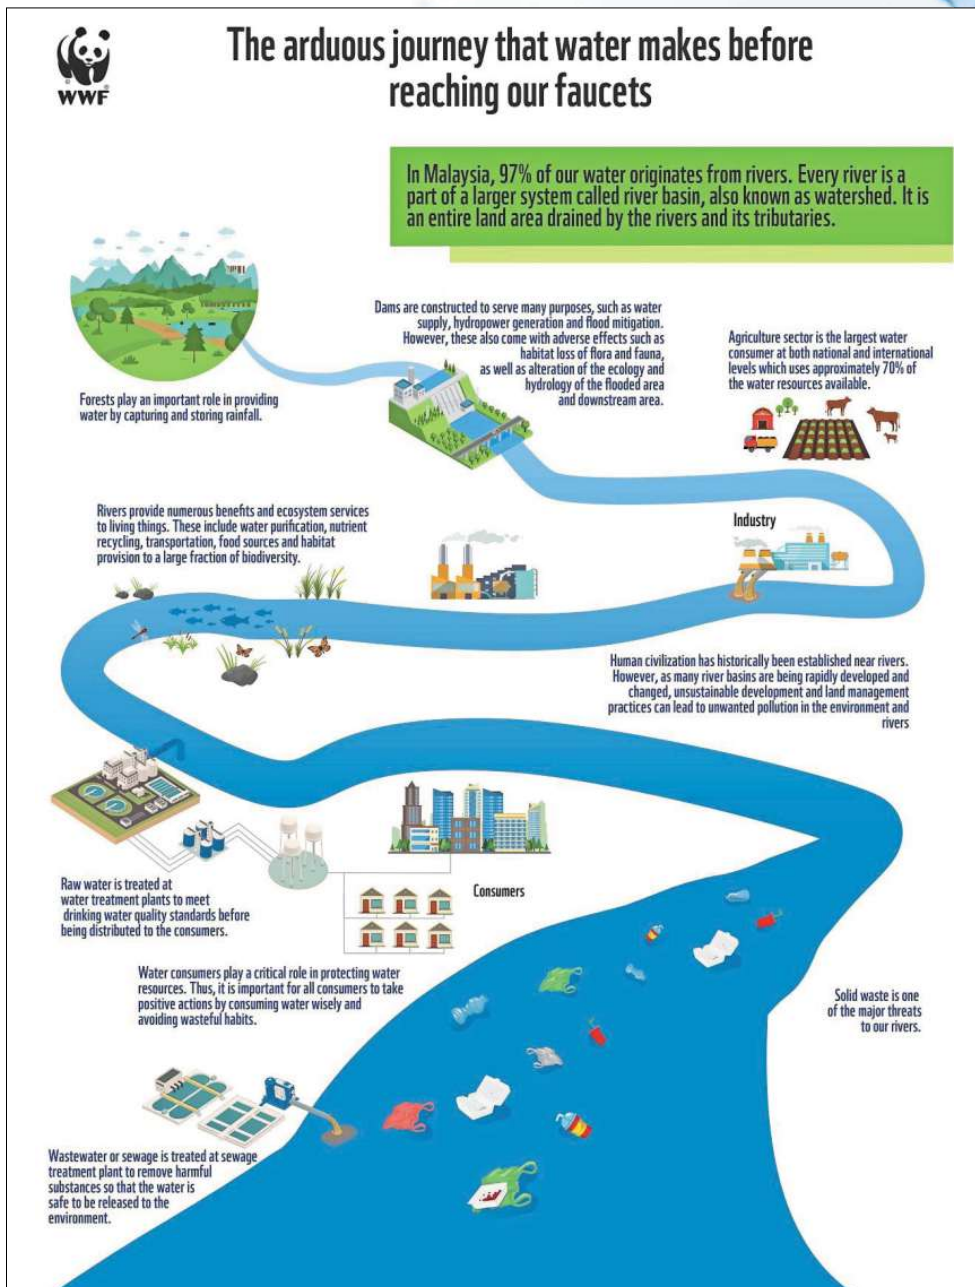 The arduous journey that water makes before
reaching our faucets
WWF
In Malaysia, 97% of our water originates from rivers. Every river is a
part of a larger system called river basin, also known as watershed. It is
an entire land area drained by the rivers and its tributaries.
Forests play an important role in providing
water by capturing and storing rainfall.
Dams are constructed to serve many purposes, such as water
supply, hydropower generation and flood mitigation.
However, these also come with adverse effects such as
habitat loss of flora and fauna,
as well as alteration of the ecology and
hydrology of the flooded area
and downstream area.
Agriculture sector is the largest water
consumer at both national and international
levels which uses approximately 70% of
the water resources available.
Industry
Rivers provide numerous benefits and ecosystem services
to living things. These include water purification, nutrient
recycling, transportation, food sources and habitat
provision to a large fraction of biodiversity.
Human civilization has historically been established near rivers.
However, as many river basins are being rapidly developed and
changed, unsustainable development and land management
practices can lead to unwanted pollution in the environment and
rivers
Raw water is treated at
water treatment plants to meet
drinking water quality standards before
being distributed to the consumers.
Consumers
Water consumers play a critical role in protecting water
resources. Thus, it is important for all consumers to take
positive actions by consuming water wisely and
avoiding wasteful habits.
Solid waste is one
of the major threats
to our rivers.
Wastewater or sewage is treated at sewage
treatment plant to remove harmful
substances so that the water is
safe to be released to the
environment.